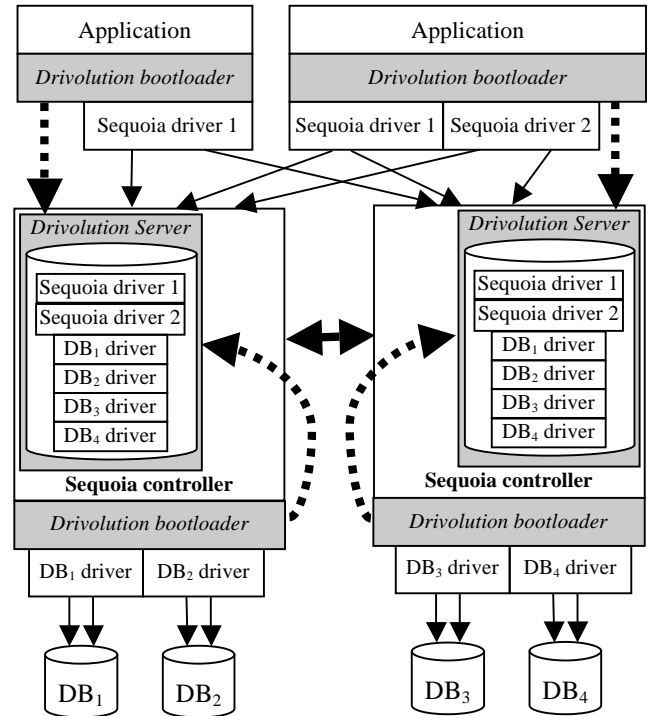 Application
Application
Drivolution bootloader
Drivolution bootloader
Sequoia driver 1
Sequoia driver 1
Sequoia driver 2
Drivolution Server
Sequoia driver 1
Sequoia driver 2
DB₁ driver
DB₂ driver
DB₃ driver
DB₄ driver
Sequoia controller
Drivolution bootloader
DB₁ driver
DB₂ driver
DB₁
DB₂
Drivolution Server
Sequoia driver 1
Sequoia driver 2
DB₁ driver
DB₂ driver
DB₃ driver
DB₄ driver
Sequoia controller
Drivolution bootloader
DB₃ driver
DB₄ driver
DB₃
DB₄